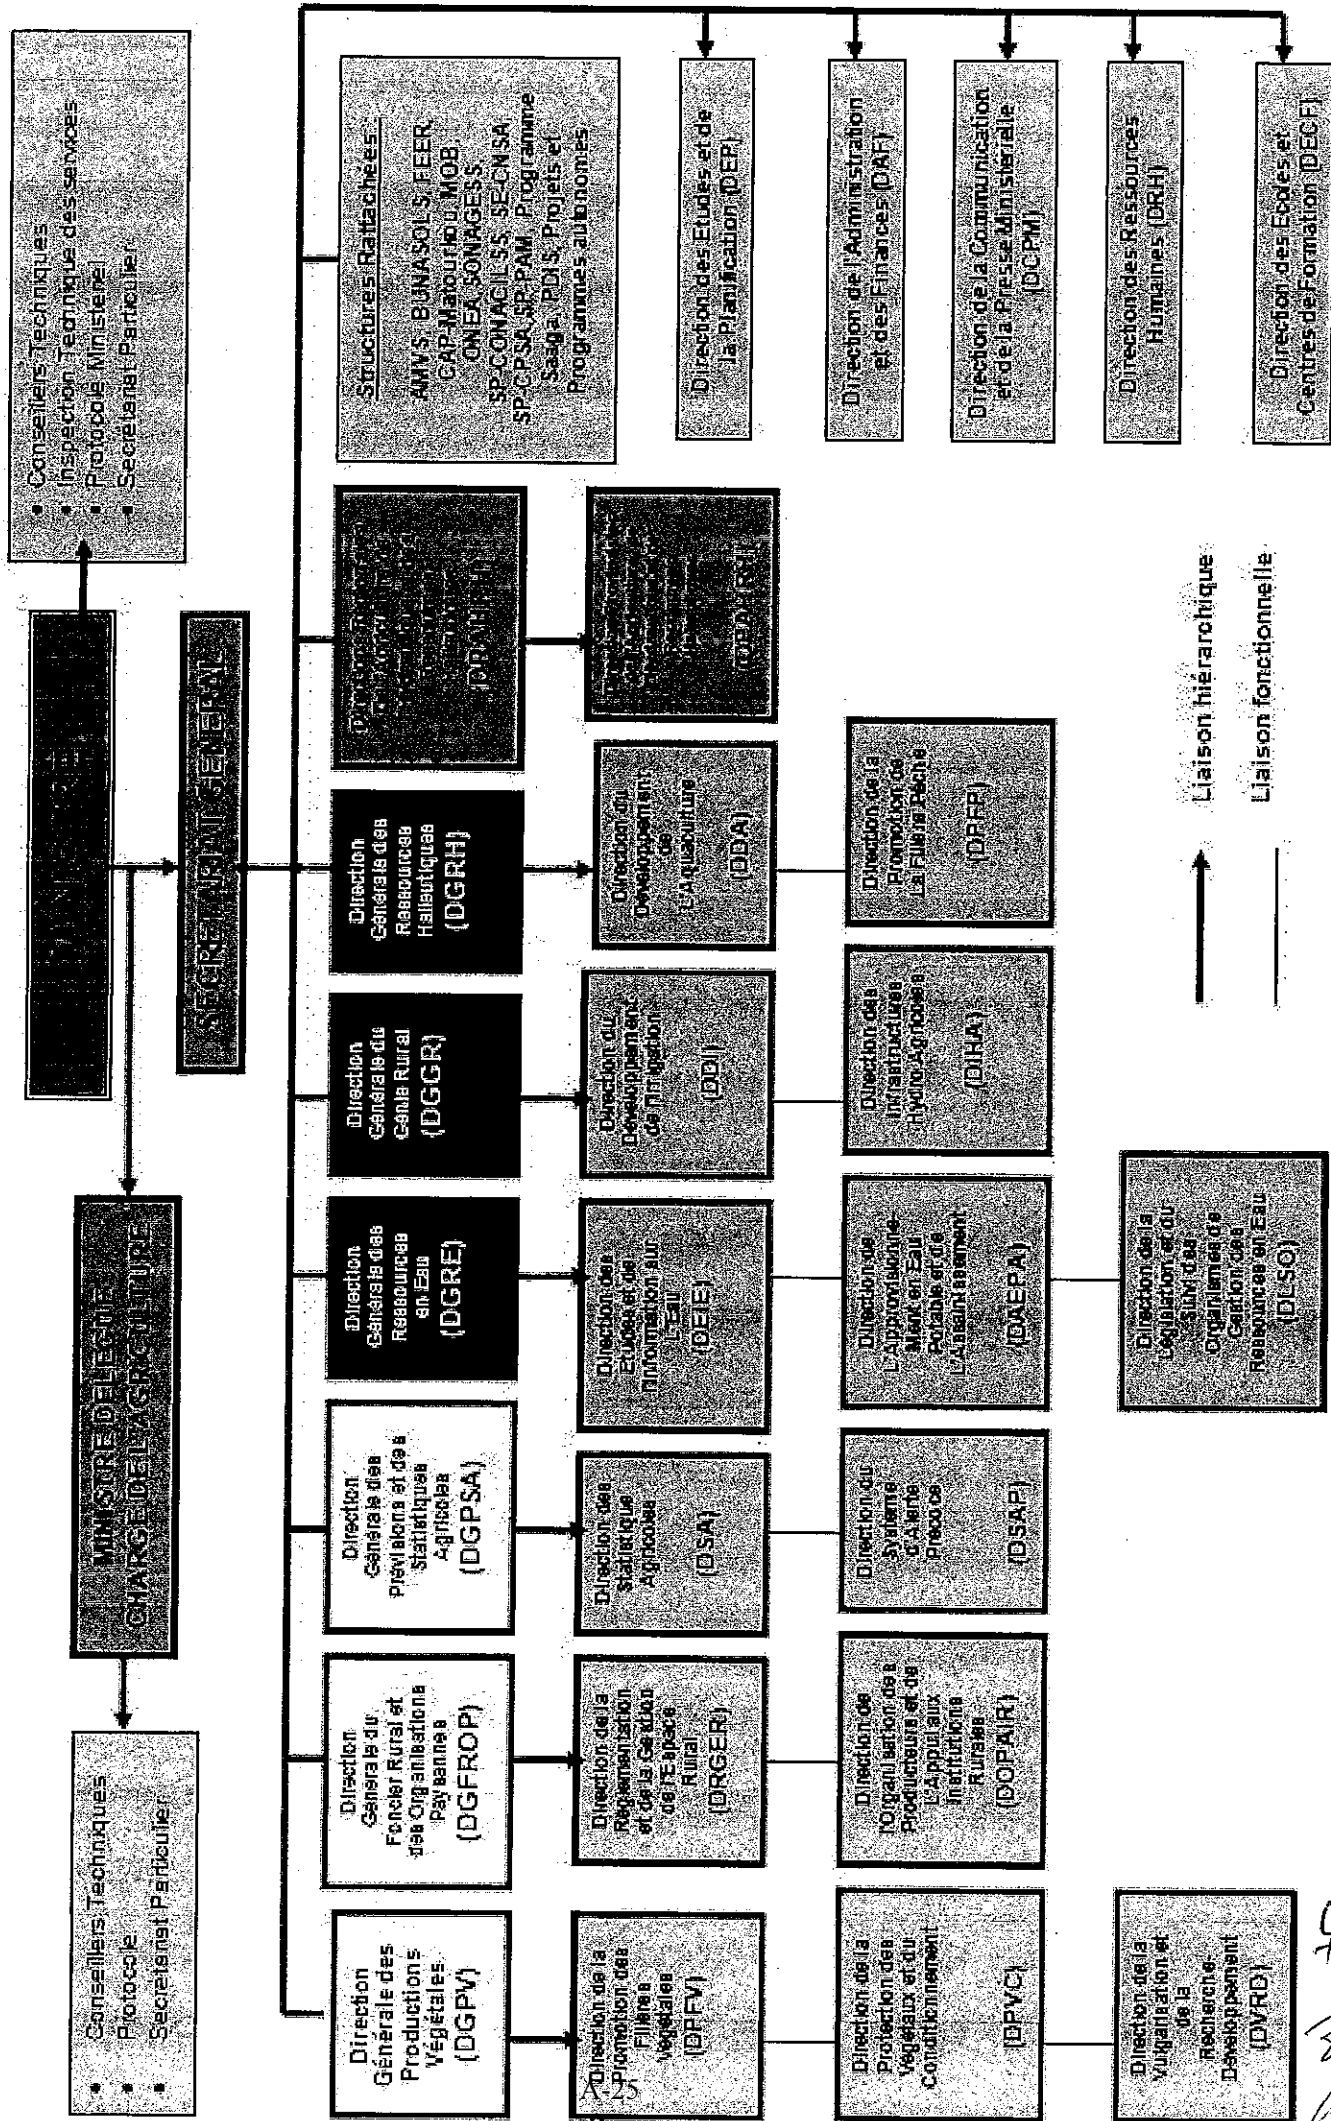 • Conseillers Techniques
• Protocole
• Secrétariat Particulier
MINISTRE DELEGUE
CHARGE DE L'AGRICULTURE
• Conseillers Techniques
• Inspection Technique des services
• Protocole Ministériel
• Secrétariat Particulier
SECRETARIAT GENERAL
Direction
Générale des
Productions
Végétales
(DGPV)
Direction
Générale du
Foncier Rural et
des Organisations
Paysannes
(DGFROP)
Direction
Générale des
Prévisions et des
Statistiques
Agricoles
(DGPSA)
Direction
Générale des
Ressources
en Eau
(DGRE)
Direction
Générale du
Génie Rural
(DGGR)
Direction
Générale des
Ressources
Halieutiques
(DGRH)
Structures Rattachées:
AMVS, BUNASOLS, FEER,
CAP-Matourkou, MOB,
ONEA, SONAGESS,
SP-CONACILSS, SE-CNSA,
SP-CPSA, SP-PAM, Programme
Saaga, PDIS, Projets et
Programmes autonomes
Direction de la
Promotion des
Filières
Végétales
(DPFV)
Direction de la
Réglementation
et de la Gestion
de l'Espace
Rural
(DRGER)
Direction des
Statistique
Agricoles
(DSA)
Direction des
Etudes et de
l'Information sur
L'Eau
(DEIE)
Direction du
Développement
de l'Irrigation
(DDI)
Direction du
Développement
de
L'Aquaculture
(DDA)
Direction des Etudes et de
la Planification (DEP)
Direction de la
Protection des
Végétaux et du
Conditionnement
(DPVC)
Direction de
l'Organisation des
Producteurs et de
L'Appui aux
Institutions
Rurales
(DOPAIR)
Direction du
Système
d'Alerte
Précoce
(DSAP)
Direction de
L'Approvisionne-
Ment en Eau
Potable et de
L'Assainissement
(DAEPA)
Direction des
Infrastructures
Hydro Agricoles
(DIHA)
Direction de la
Promotion de
La Filière Pêche
(DPFP)
Direction de l'Administration
et des Finances (DAF)
Direction de la Communication
et de la Presse Ministérielle
(DCPM)
Direction de la
Vulgarisation et
de la
Recherche-
Développement
(DVRD)
Direction de la
Législation et du
Suivi des
Organismes de
Gestion des
Ressources en Eau
(DLSO)
Direction des Ressources
Humaines (DRH)
Direction des Ecoles et
Centres de Formation (DECF)
Liaison hiérarchique
Liaison fonctionnelle
A-25